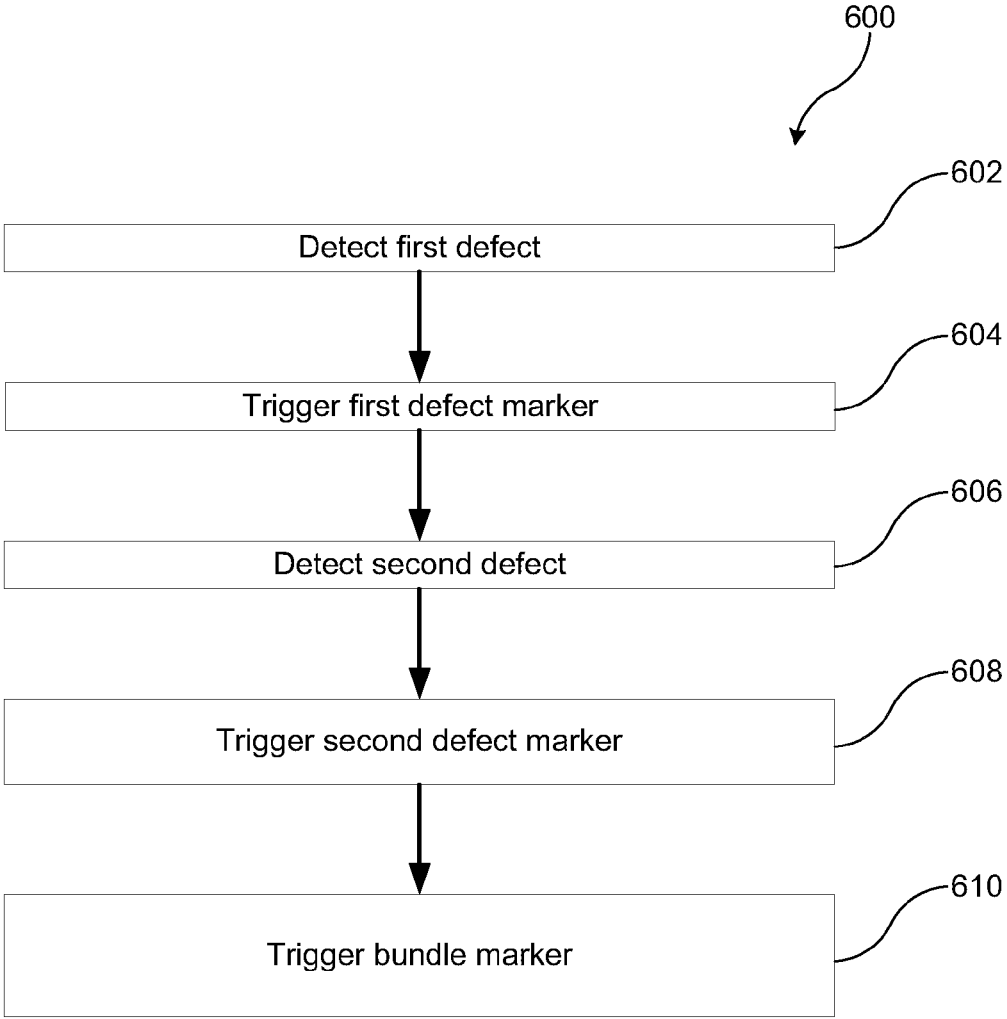 600
602
Detect first defect
604
Trigger first defect marker
606
Detect second defect
608
Trigger second defect marker
610
Trigger bundle marker